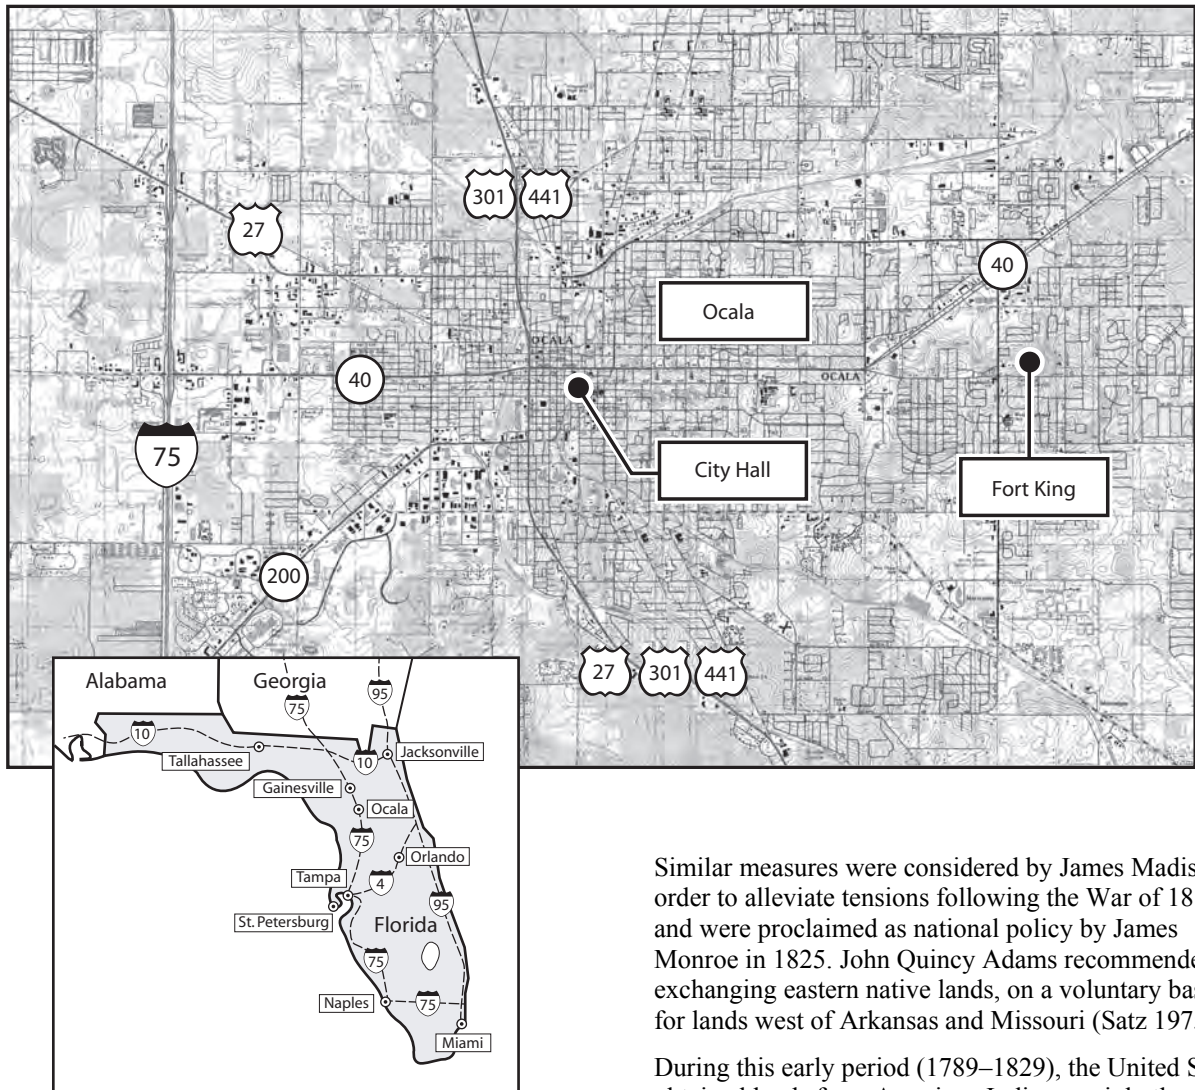 301 441
27
40
Ocala
OCALA
40
OCALA
75
City Hall
Fort King
200
27 301 441
Alabama
Georgia
75
95
10
Jacksonville
Tallahassee
10
Gainesville
Ocala
75
Orlando
Tampa
4
95
St. Petersburg
Florida
75
Naples
75
Miami
Similar measures were considered by James Madis
order to alleviate tensions following the War of 18
and were proclaimed as national policy by James
Monroe in 1825. John Quincy Adams recommende
exchanging eastern native lands, on a voluntary bas
for lands west of Arkansas and Missouri (Satz 197
During this early period (1789–1829), the United S